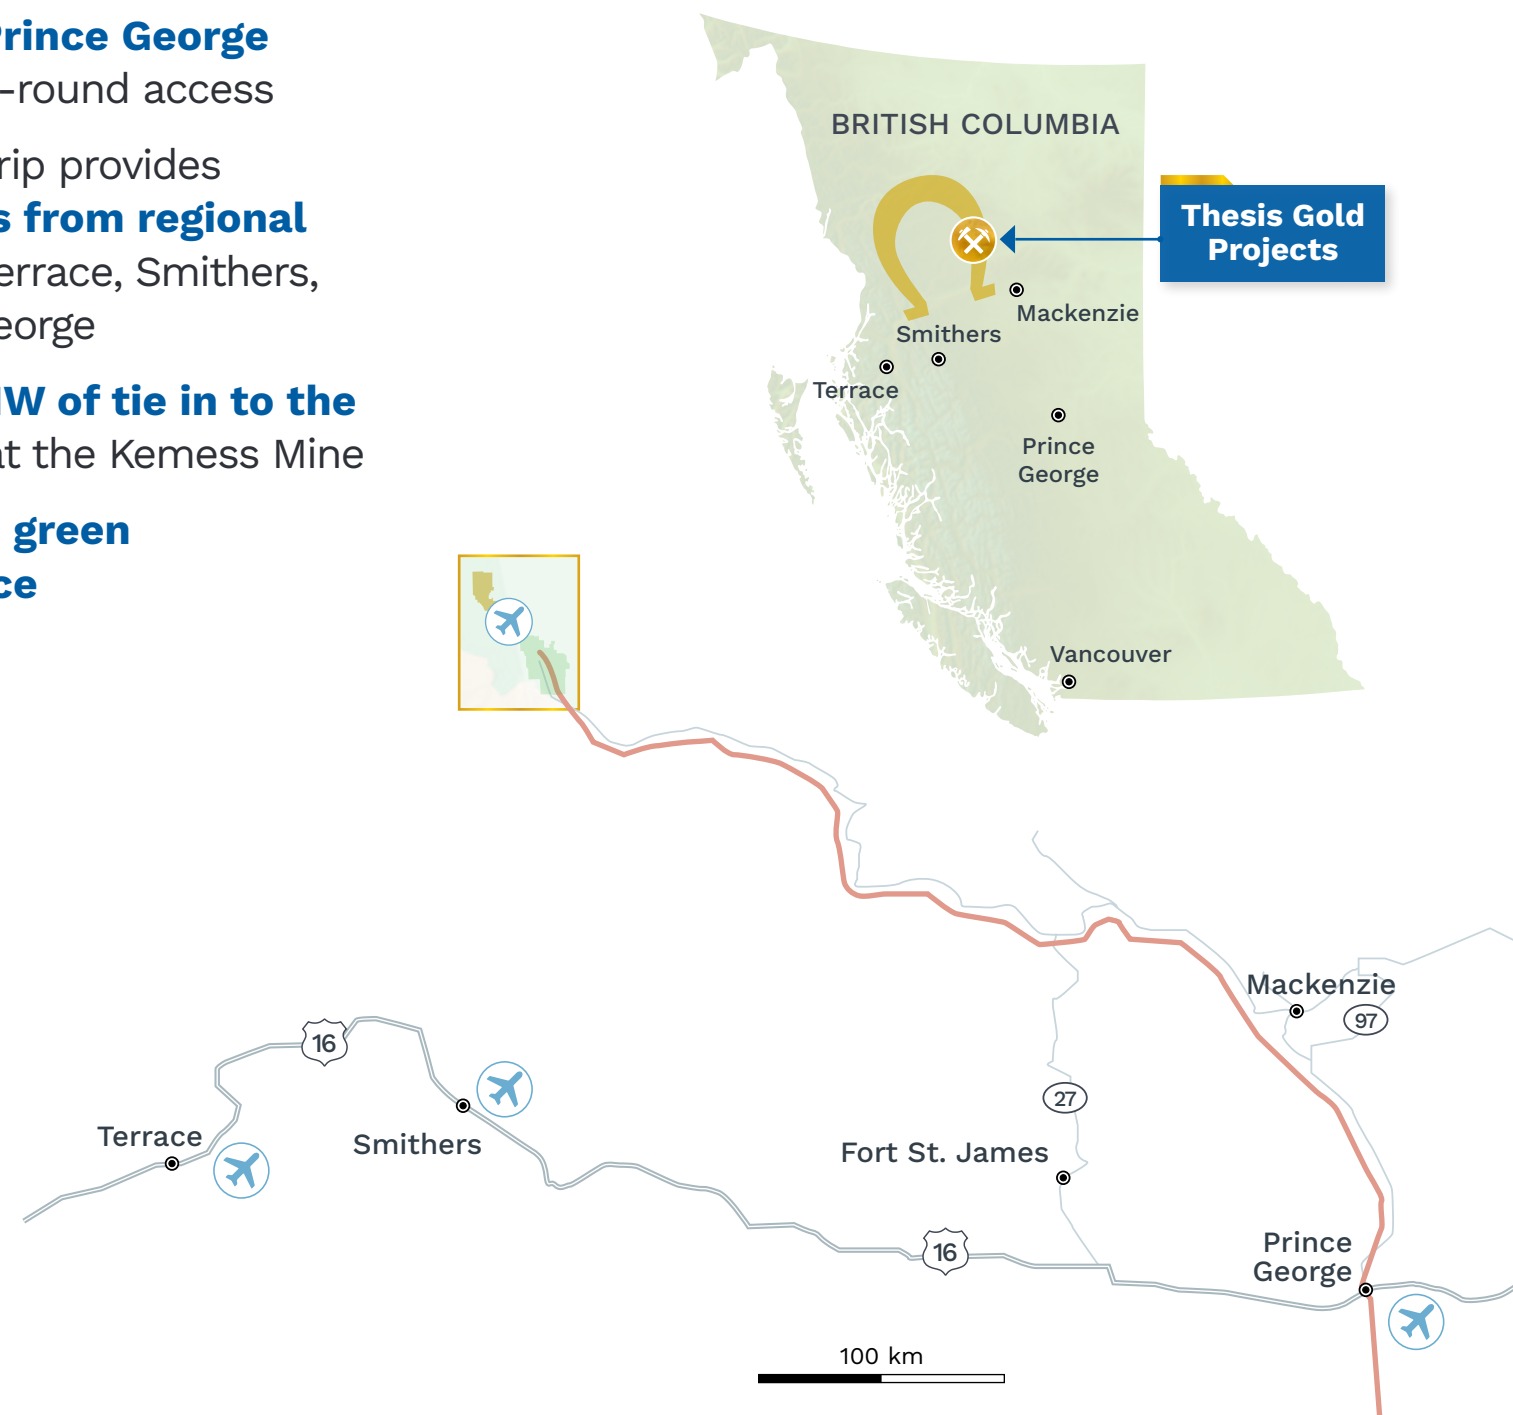 Prince George
-round access
rip provides
s from regional
errace, Smithers,
eorge
W of tie in to the
at the Kemess Mine
green
ce
BRITISH COLUMBIA
Thesis Gold
Projects
Mackenzie
Smithers
Terrace
Prince
George
Vancouver
Mackenzie
97
16
27
Terrace
Smithers
Fort St. James
16
Prince
George
100 km